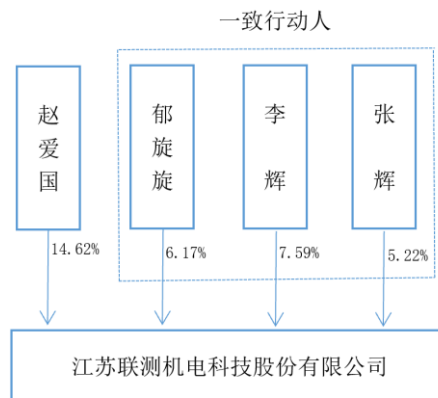 一致行动人
赵爱国
郁旋旋
李辉
张辉
14.62%
6.17%
7.59%
5.22%
江苏联测机电科技股份有限公司